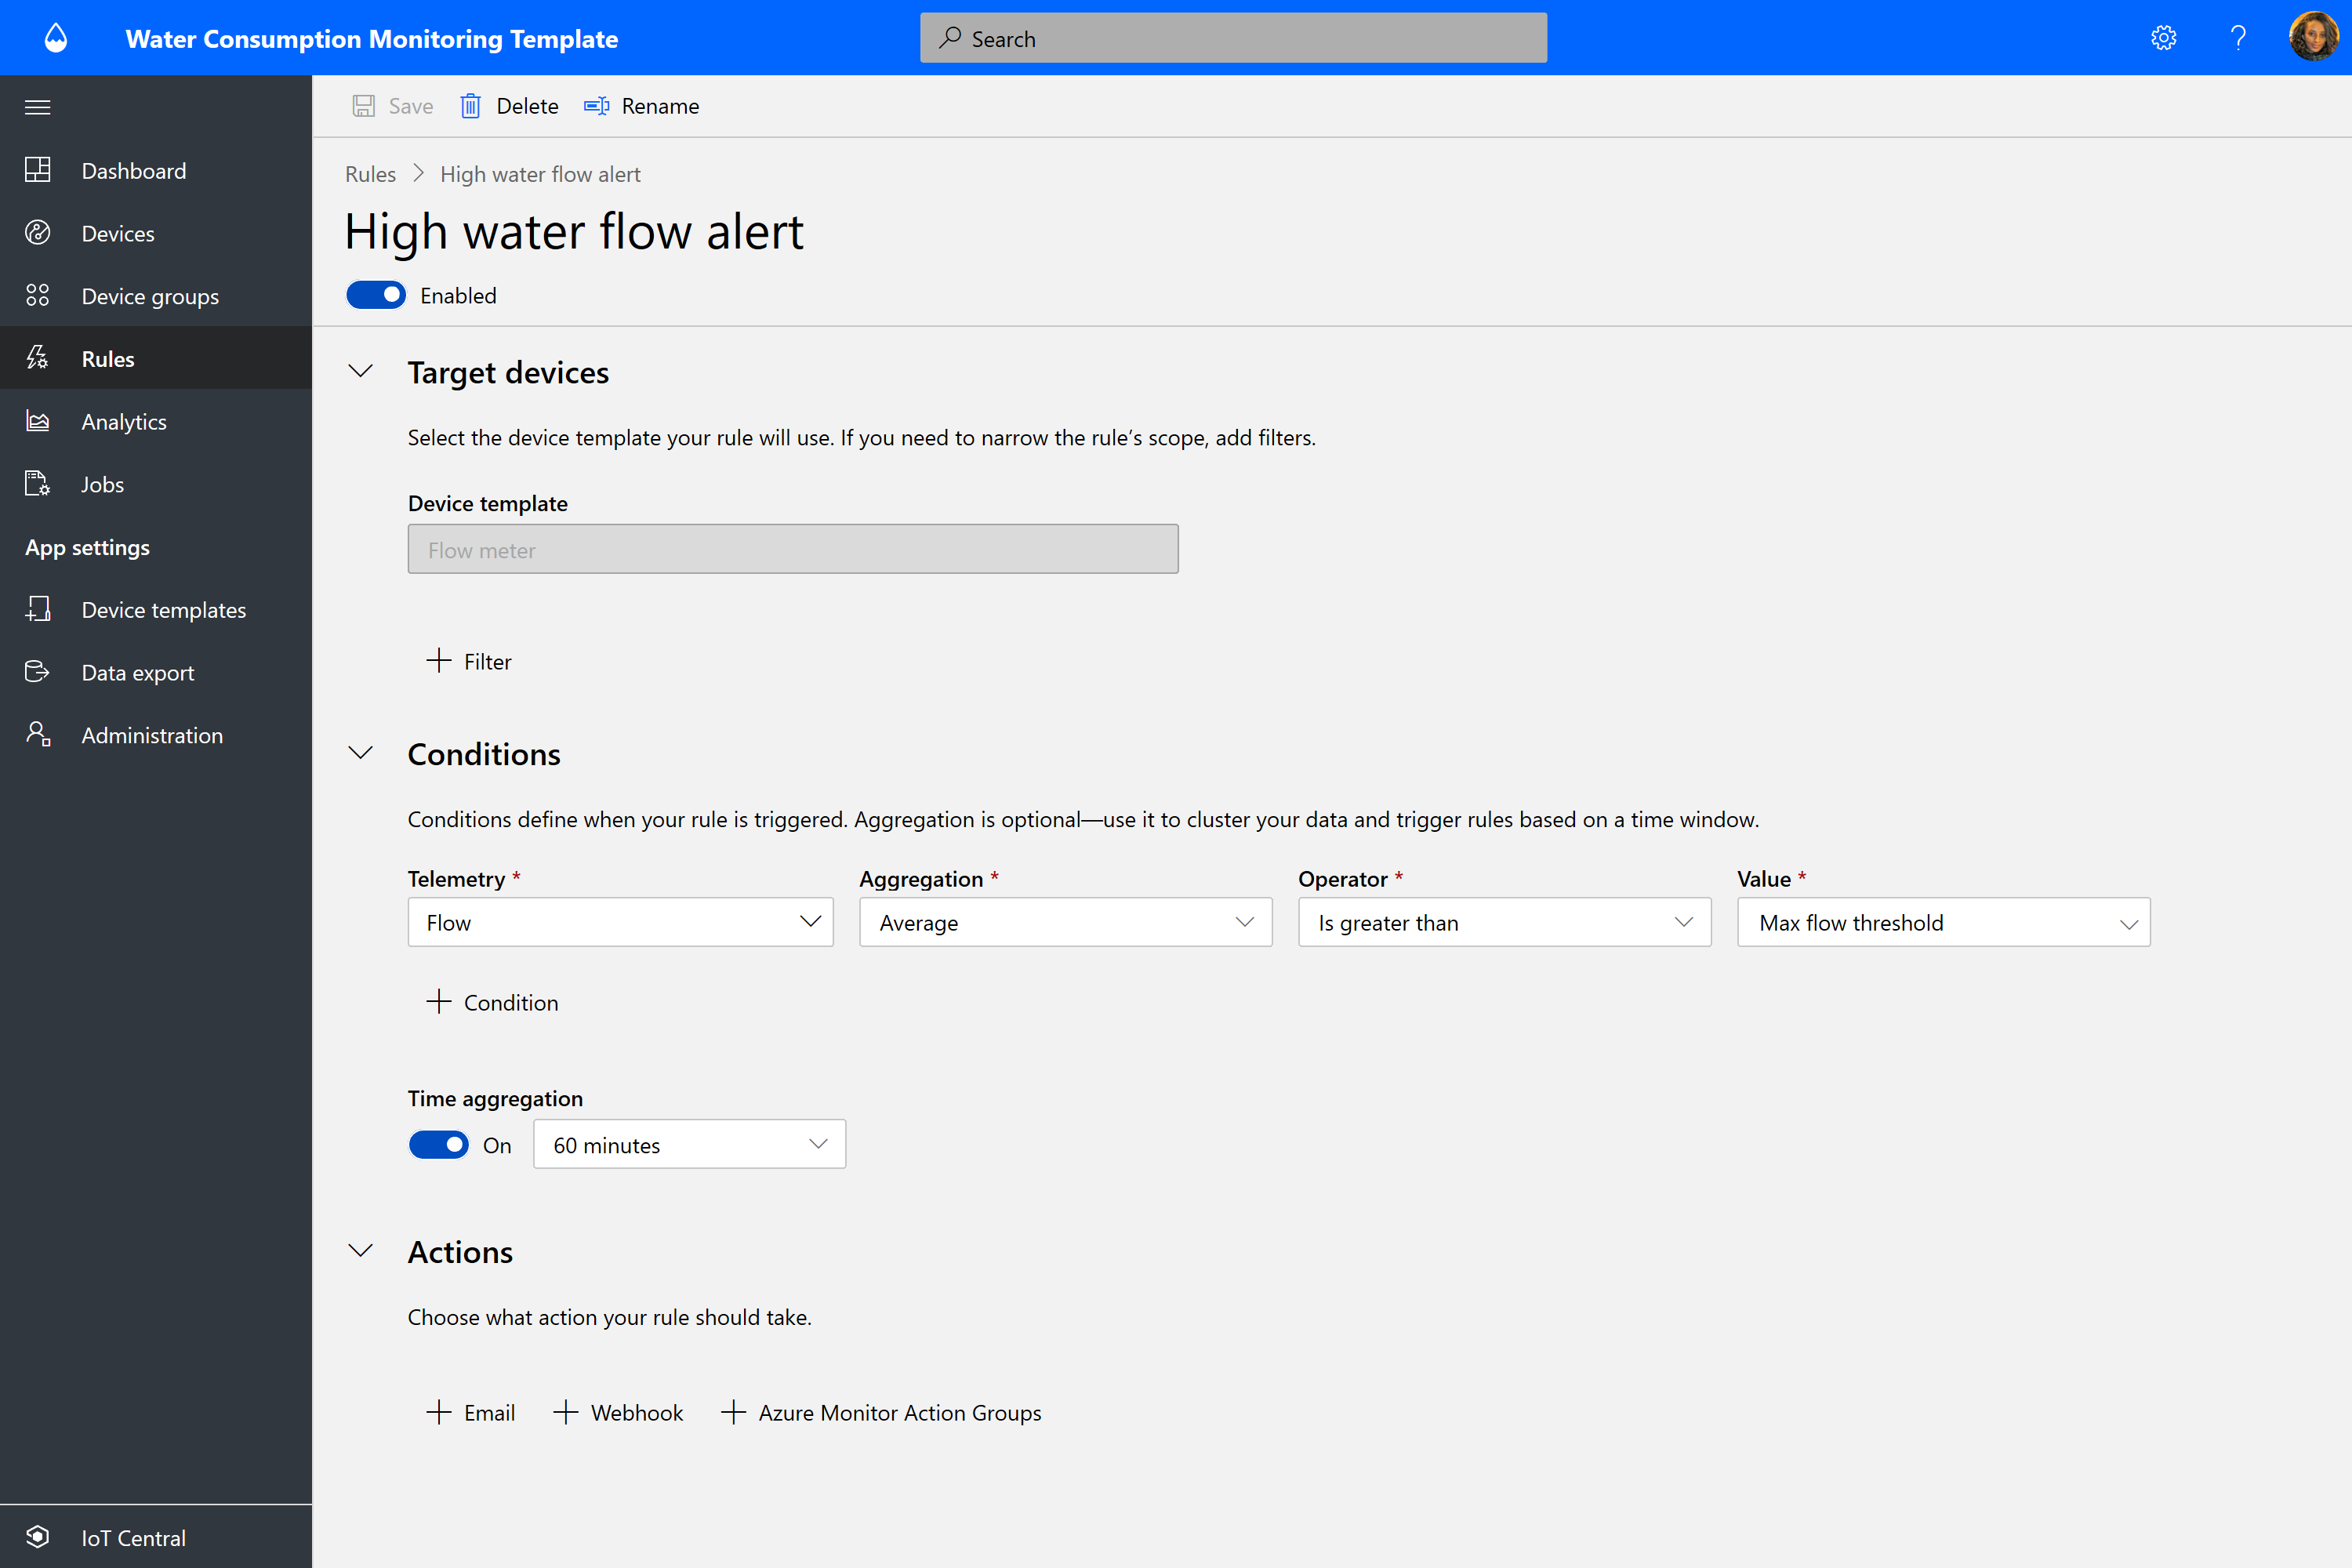 Water Consumption Monitoring Template
Search
Save Delete Rename
Dashboard
Devices
Device groups
Rules
Analytics
Jobs
App settings
Device templates
Data export
Administration
IoT Central
Rules > High water flow alert
High water flow alert
Enabled
Target devices
Select the device template your rule will use. If you need to narrow the rule’s scope, add filters.
Device template
Flow meter
Filter
Conditions
Conditions define when your rule is triggered. Aggregation is optional—use it to cluster your data and trigger rules based on a time window.
Telemetry * Aggregation * Operator * Value *
Flow Average Is greater than Max flow threshold
Condition
Time aggregation
On 60 minutes
Actions
Choose what action your rule should take.
Email Webhook Azure Monitor Action Groups